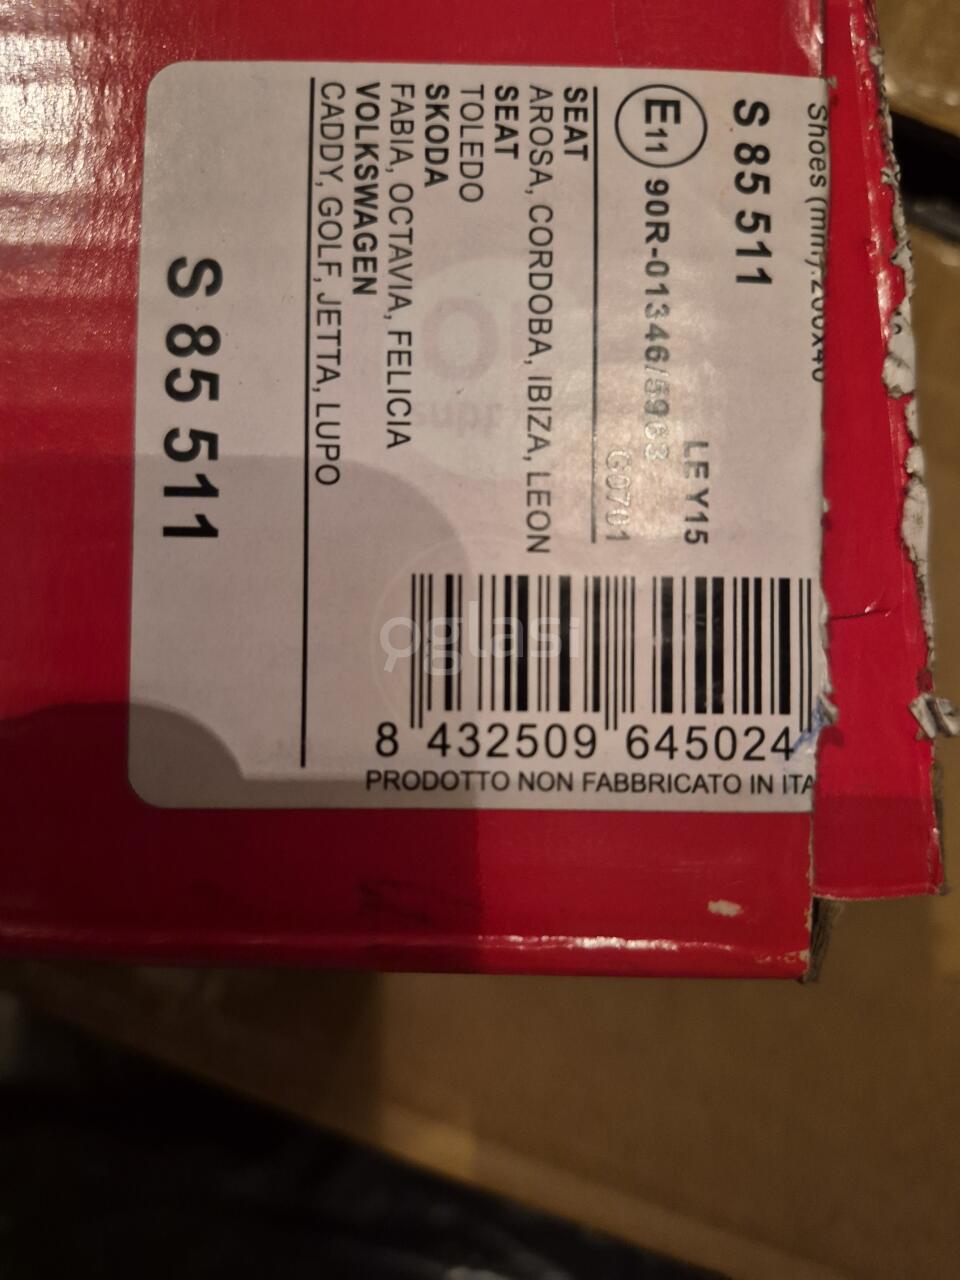 Shoes (mm):200x40
S 85 511
E11 90R-01346/5963
LE Y15
G0701
SEAT
AROSA, CORDOBA, IBIZA, LEON
SEAT
TOLEDO
SKODA
FABIA, OCTAVIA, FELICIA
VOLKSWAGEN
CADDY, GOLF, JETTA, LUPO
S 85 511
8 432509 645024
PRODOTTO NON FABBRICATO IN ITA
oglasi